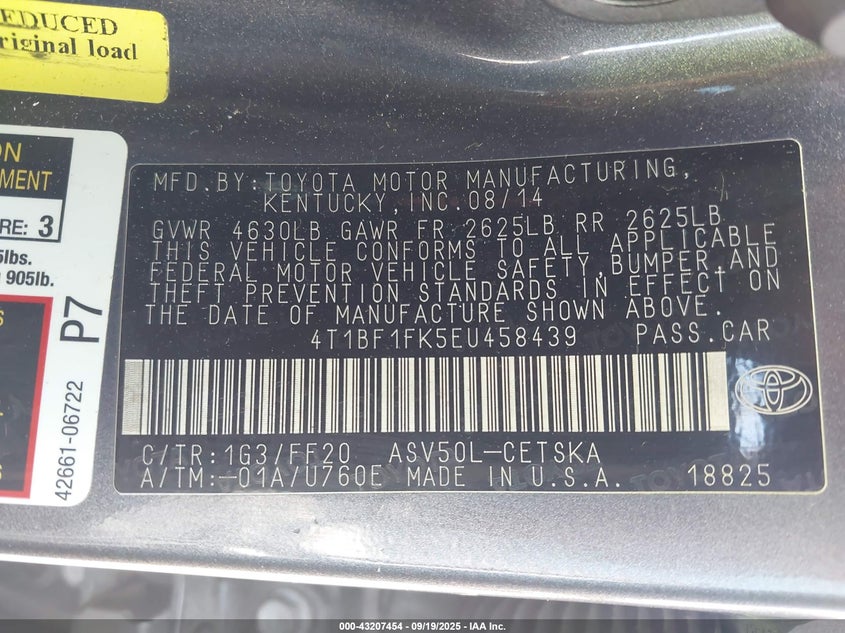 EDUCED
riginal load
ON
MENT
RE: 3
5lbs.
905lb.
P7
42661-06722
MFD. BY: TOYOTA MOTOR MANUFACTURING,
KENTUCKY, INC. 08/14
GVWR 4630LB GAWR FR 2625LB RR 2625LB
THIS VEHICLE CONFORMS TO ALL APPLICABLE
FEDERAL MOTOR VEHICLE SAFETY, BUMPER AND
THEFT PREVENTION STANDARDS IN EFFECT ON
THE DATE OF MANUFACTURE SHOWN ABOVE.
4T1BF1FK5EU458439 PASS.CAR
C/TR:1G3/FF20 ASV50L-CETSKA
A/TM:-01A/U760E MADE IN U.S.A. 18825
000-43207454 - 09/19/2025 - IAA Inc.